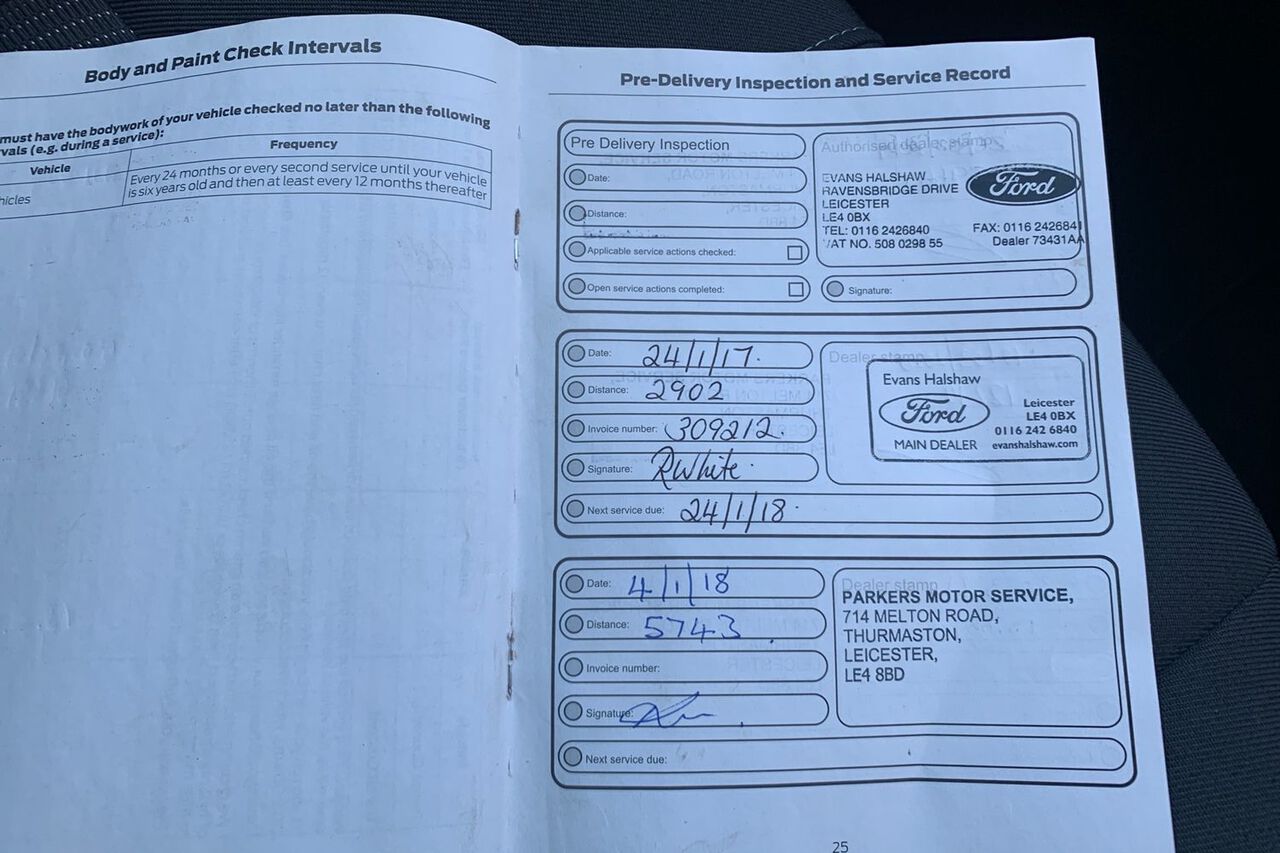 Body and Paint Check Intervals
must have the bodywork of your vehicle checked no later than the following
vals (e.g. during a service):
Vehicle
Frequency
hicles
Every 24 months or every second service until your vehicle
is six years old and then at least every 12 months thereafter
Pre-Delivery Inspection and Service Record
Pre Delivery Inspection
Date:
Distance:
Applicable service actions checked:
Open service actions completed:
Authorised dealer stamp
EVANS HALSHAW
RAVENSBRIDGE DRIVE
LEICESTER
LE4 0BX
TEL: 0116 2426840
VAT NO. 508 0298 55
Ford
FAX: 0116 2426841
Dealer 73431AA
Signature:
Date: 24/1/17.
Distance: 2902
Invoice number: 309212.
Signature: RWhite.
Next service due: 24/1/18.
Dealer stamp
Evans Halshaw
Ford
MAIN DEALER
Leicester
LE4 0BX
0116 242 6840
evanshalshaw.com
Date: 4/1/18
Distance: 5743
Invoice number:
Signature:
Next service due:
Dealer stamp
PARKERS MOTOR SERVICE,
714 MELTON ROAD,
THURMASTON,
LEICESTER,
LE4 8BD
25